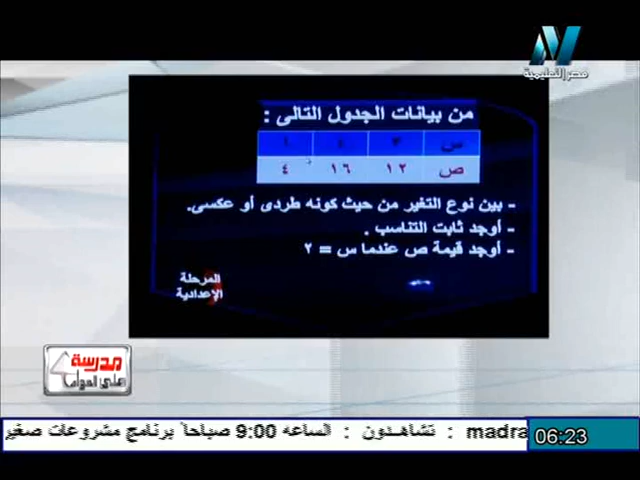 مصر التعليمية
من بيانات الجدول التالى :
س ٣ ٤ ١
ص ١٢ ١٦ ٤
- بين نوع التغير من حيث كونه طردى أو عكسى.
- أوجد ثابت التناسب .
- أوجد قيمة ص عندما س = ٢
المرحلة
الإعدادية
مدرسة
على الهواء
madra : تشاهدون : الساعه 9:00 صباحاً برنامج مشروعات صغير
06:23